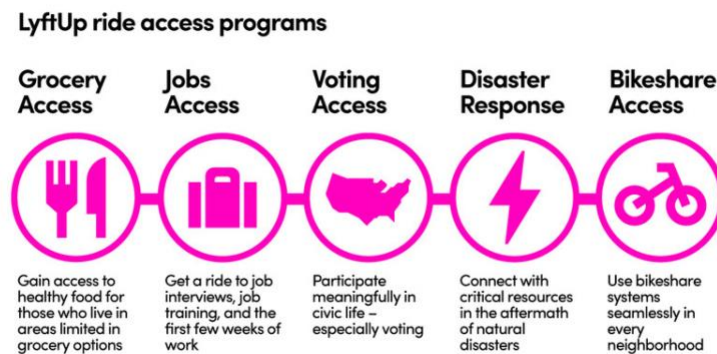 LyftUp ride access programs
Grocery
Access
Jobs
Access
Voting
Access
Disaster
Response
Bikeshare
Access
Gain access to
healthy food for
those who live in
areas limited in
grocery options
Get a ride to job
interviews, job
training, and the
first few weeks of
work
Participate
meaningfully in
civic life –
especially voting
Connect with
critical resources
in the aftermath
of natural
disasters
Use bikeshare
systems
seamlessly in
every
neighborhood